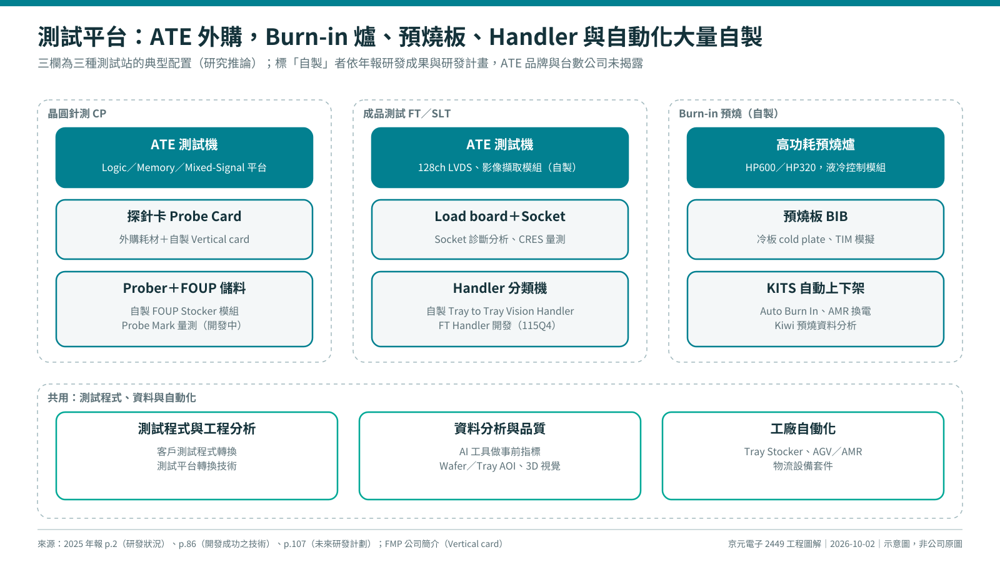 測試平台：ATE 外購，Burn-in 爐、預燒板、Handler 與自動化大量自製
三欄為三種測試站的典型配置（研究推論）；標「自製」者依年報研發成果與研發計畫，ATE 品牌與台數公司未揭露
晶圓針測 CP
ATE 測試機
Logic／Memory／Mixed-Signal 平台
探針卡 Probe Card
外購耗材＋自製 Vertical card
Prober＋FOUP 儲料
自製 FOUP Stocker 模組
Probe Mark 量測（開發中）
成品測試 FT／SLT
ATE 測試機
128ch LVDS、影像擷取模組（自製）
Load board＋Socket
Socket 診斷分析、CRES 量測
Handler 分類機
自製 Tray to Tray Vision Handler
FT Handler 開發（115Q4）
Burn-in 預燒（自製）
高功耗預燒爐
HP600／HP320，液冷控制模組
預燒板 BIB
冷板 cold plate、TIM 模擬
KITS 自動上下架
Auto Burn In、AMR 換電
Kiwi 預燒資料分析
共用：測試程式、資料與自動化
測試程式與工程分析
客戶測試程式轉換
測試平台轉換技術
資料分析與品質
AI 工具做事前指標
Wafer／Tray AOI、3D 視覺
工廠自働化
Tray Stocker、AGV／AMR
物流設備套件
來源：2025 年報 p.2（研發狀況）、p.86（開發成功之技術）、p.107（未來研發計劃）；FMP 公司簡介（Vertical card）
京元電子 2449 工程圖解｜2026-10-02｜示意圖，非公司原圖